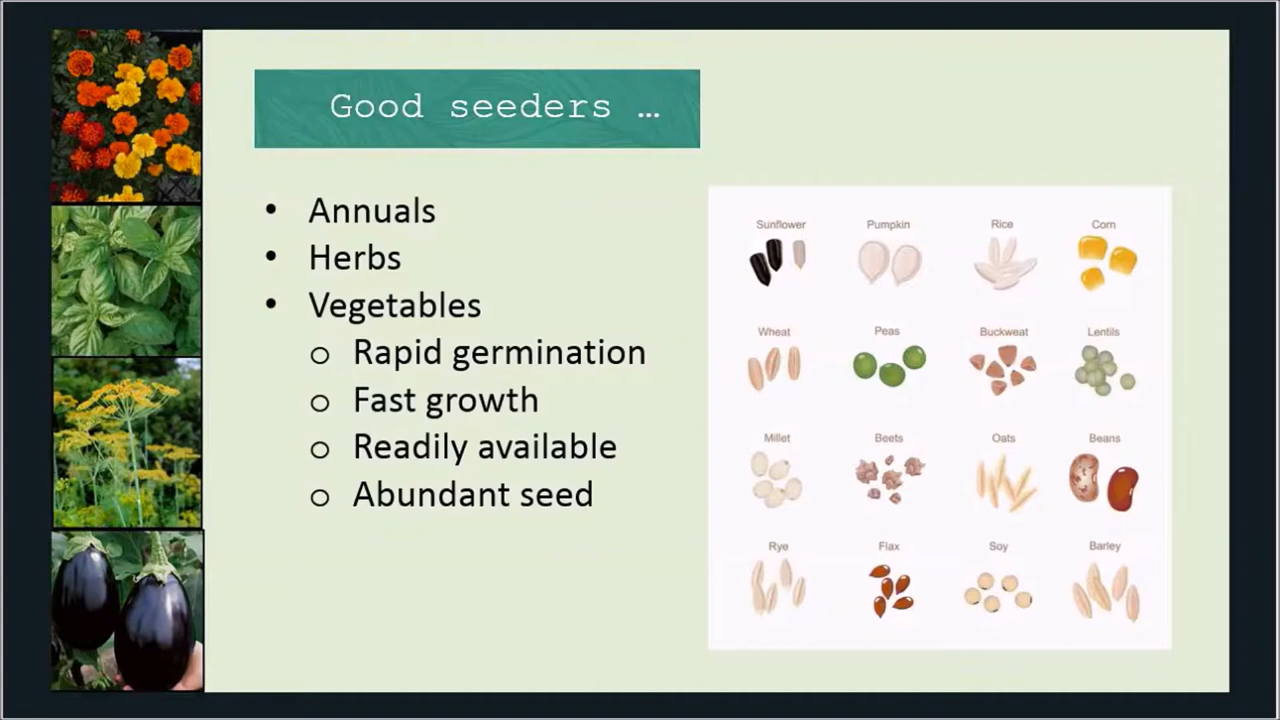 Good seeders …
• Annuals
• Herbs
• Vegetables
o Rapid germination
o Fast growth
o Readily available
o Abundant seed
Sunflower Pumpkin Rice Corn
Wheat Peas Buckweat Lentils
Millet Beets Oats Beans
Rye Flax Soy Barley